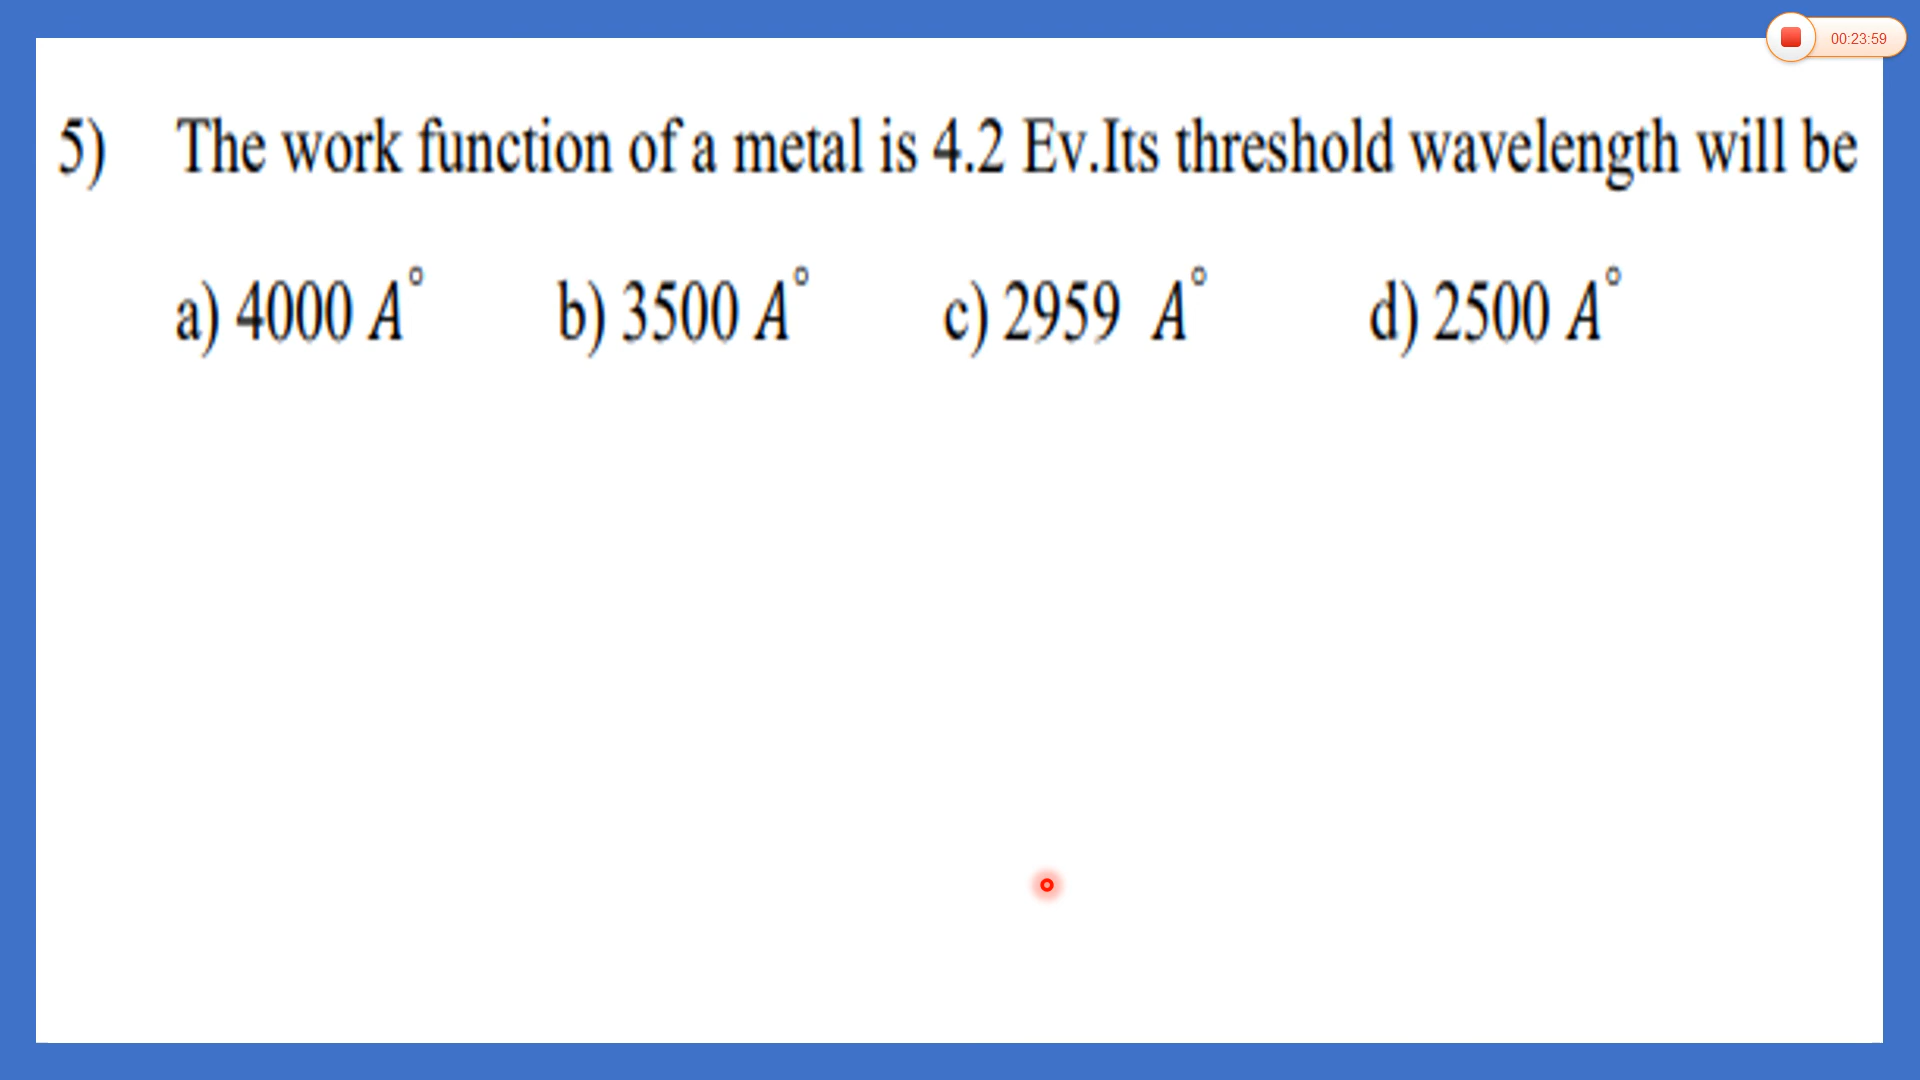 00:23:59
5) The work function of a metal is 4.2 Ev.Its threshold wavelength will be
a) 4000 A° b) 3500 A° c) 2959 A° d) 2500 A°